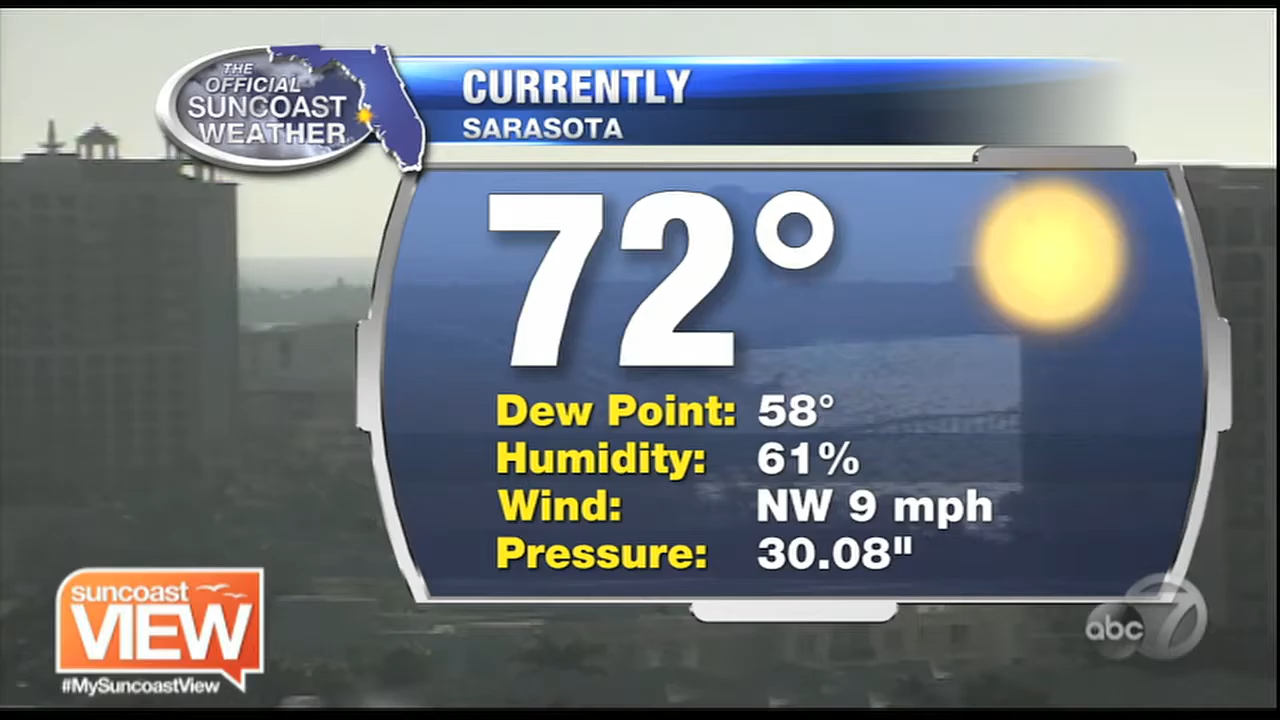 THE
OFFICIAL
SUNCOAST
WEATHER
CURRENTLY
SARASOTA
72°
Dew Point: 58°
Humidity: 61%
Wind: NW 9 mph
Pressure: 30.08"
suncoast
VIEW
#MySuncoastView
abc 7